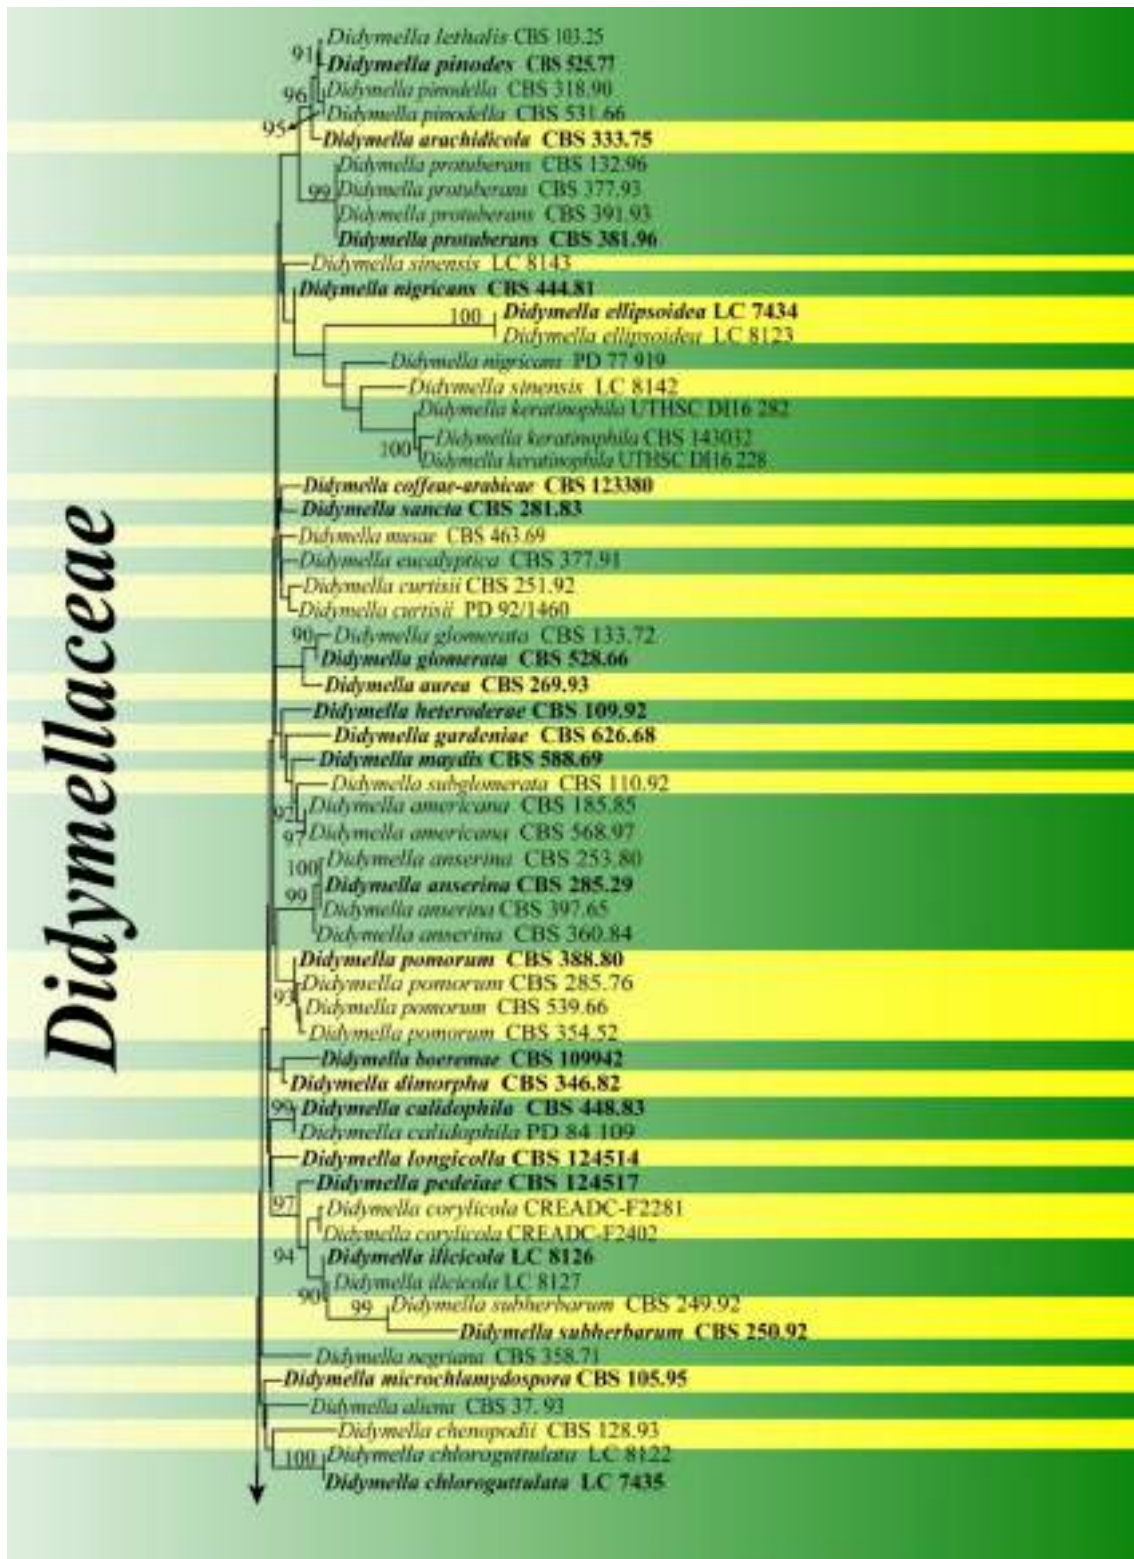 Didymellaceae
Didymella lethalis CBS 103.25
91
Didymella pinodes CBS 525.77
Didymella pinodella CBS 318.90
96
Didymella pinodella CBS 531.66
95
Didymella arachidicola CBS 333.75
Didymella protuberans CBS 132.96
99
Didymella protuberans CBS 377.93
Didymella protuberans CBS 391.93
Didymella protuberans CBS 381.96
Didymella sinensis LC 8143
Didymella nigricans CBS 444.81
Didymella ellipsoidea LC 7434
100
Didymella ellipsoidea LC 8123
Didymella nigricans PD 77 919
Didymella sinensis LC 8142
Didymella keratinophila UTHSC DI16 282
Didymella keratinophila CBS 143032
100
Didymella keratinophila UTHSC DI16 228
Didymella coffeae-arabicae CBS 123380
Didymella sancta CBS 281.83
Didymella musae CBS 463.69
Didymella eucalyptica CBS 377.91
Didymella curtisii CBS 251.92
Didymella curtisii PD 92/1460
90
Didymella glomerata CBS 133.72
Didymella glomerata CBS 528.66
Didymella aurea CBS 269.93
Didymella heteroderae CBS 109.92
Didymella gardeniae CBS 626.68
Didymella maydis CBS 588.69
Didymella subglomerata CBS 110.92
92
Didymella americana CBS 185.85
97
Didymella americana CBS 568.97
Didymella anserina CBS 253.80
100
Didymella anserina CBS 285.29
99
Didymella anserina CBS 397.65
Didymella anserina CBS 360.84
Didymella pomorum CBS 388.80
Didymella pomorum CBS 285.76
93
Didymella pomorum CBS 539.66
Didymella pomorum CBS 354.52
Didymella boeremae CBS 109942
Didymella dimorpha CBS 346.82
99
Didymella calidophila CBS 448.83
Didymella calidophila PD 84 109
Didymella longicolla CBS 124514
Didymella pedeiae CBS 124517
97
Didymella corylicola CREADC-F2281
Didymella corylicola CREADC-F2402
94
Didymella ilicicola LC 8126
Didymella ilicicola LC 8127
90
99
Didymella subherbarum CBS 249.92
Didymella subherbarum CBS 250.92
Didymella negriana CBS 358.71
Didymella microchlamydospora CBS 105.95
Didymella aliena CBS 37. 93
Didymella chenopodii CBS 128.93
100
Didymella chloroguttulata LC 8122
Didymella chloroguttulata LC 7435